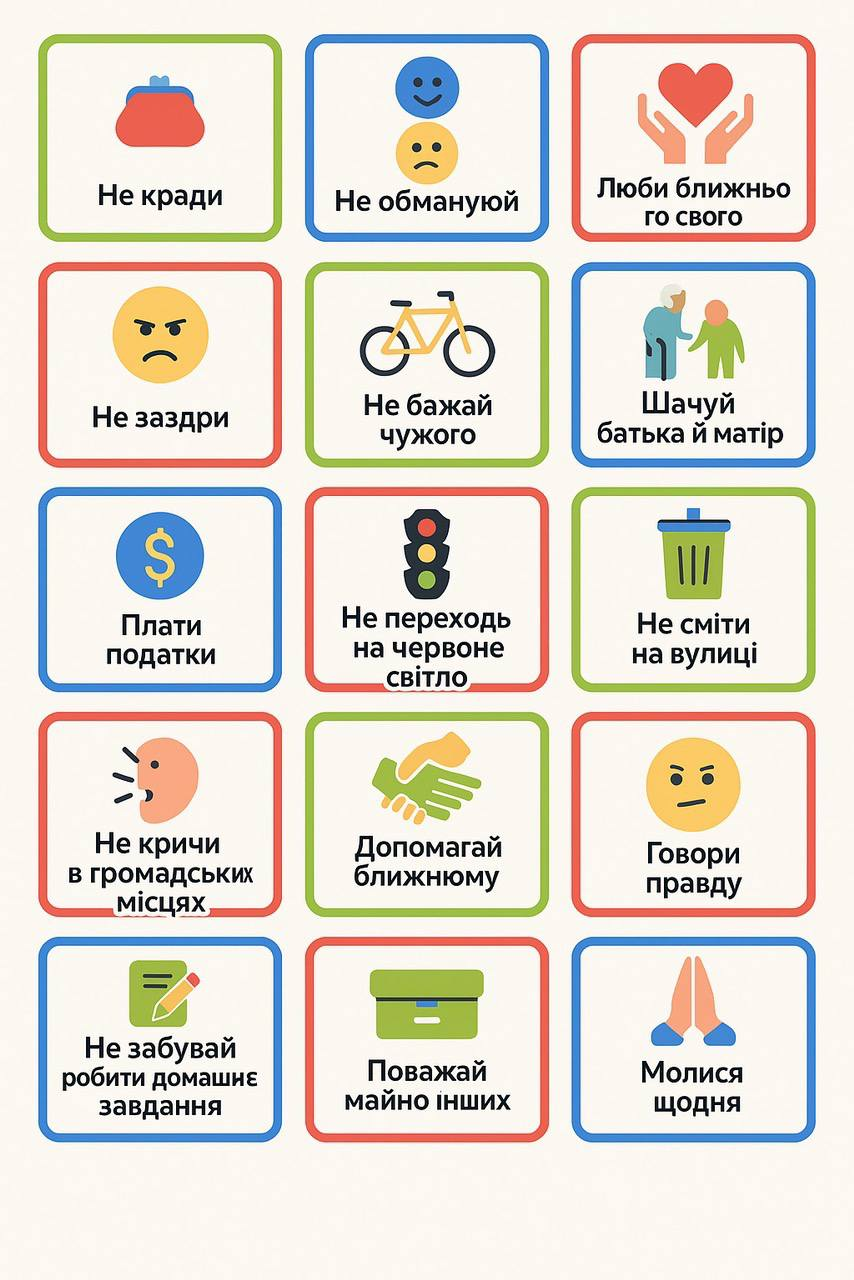 Не кради
Не обмануюй
Люби ближньо
го свого
Не заздри
Не бажай
чужого
Шачуй
батька й матір
Плати
податки
Не переходь
на червоне
світло
Не сміти
на вулиці
Не кричи
в громадських
місцях
Допомагай
ближнюму
Говори
правду
Не забувай
робити домашнє
завдання
Поважай
майно інших
Молися
щодня